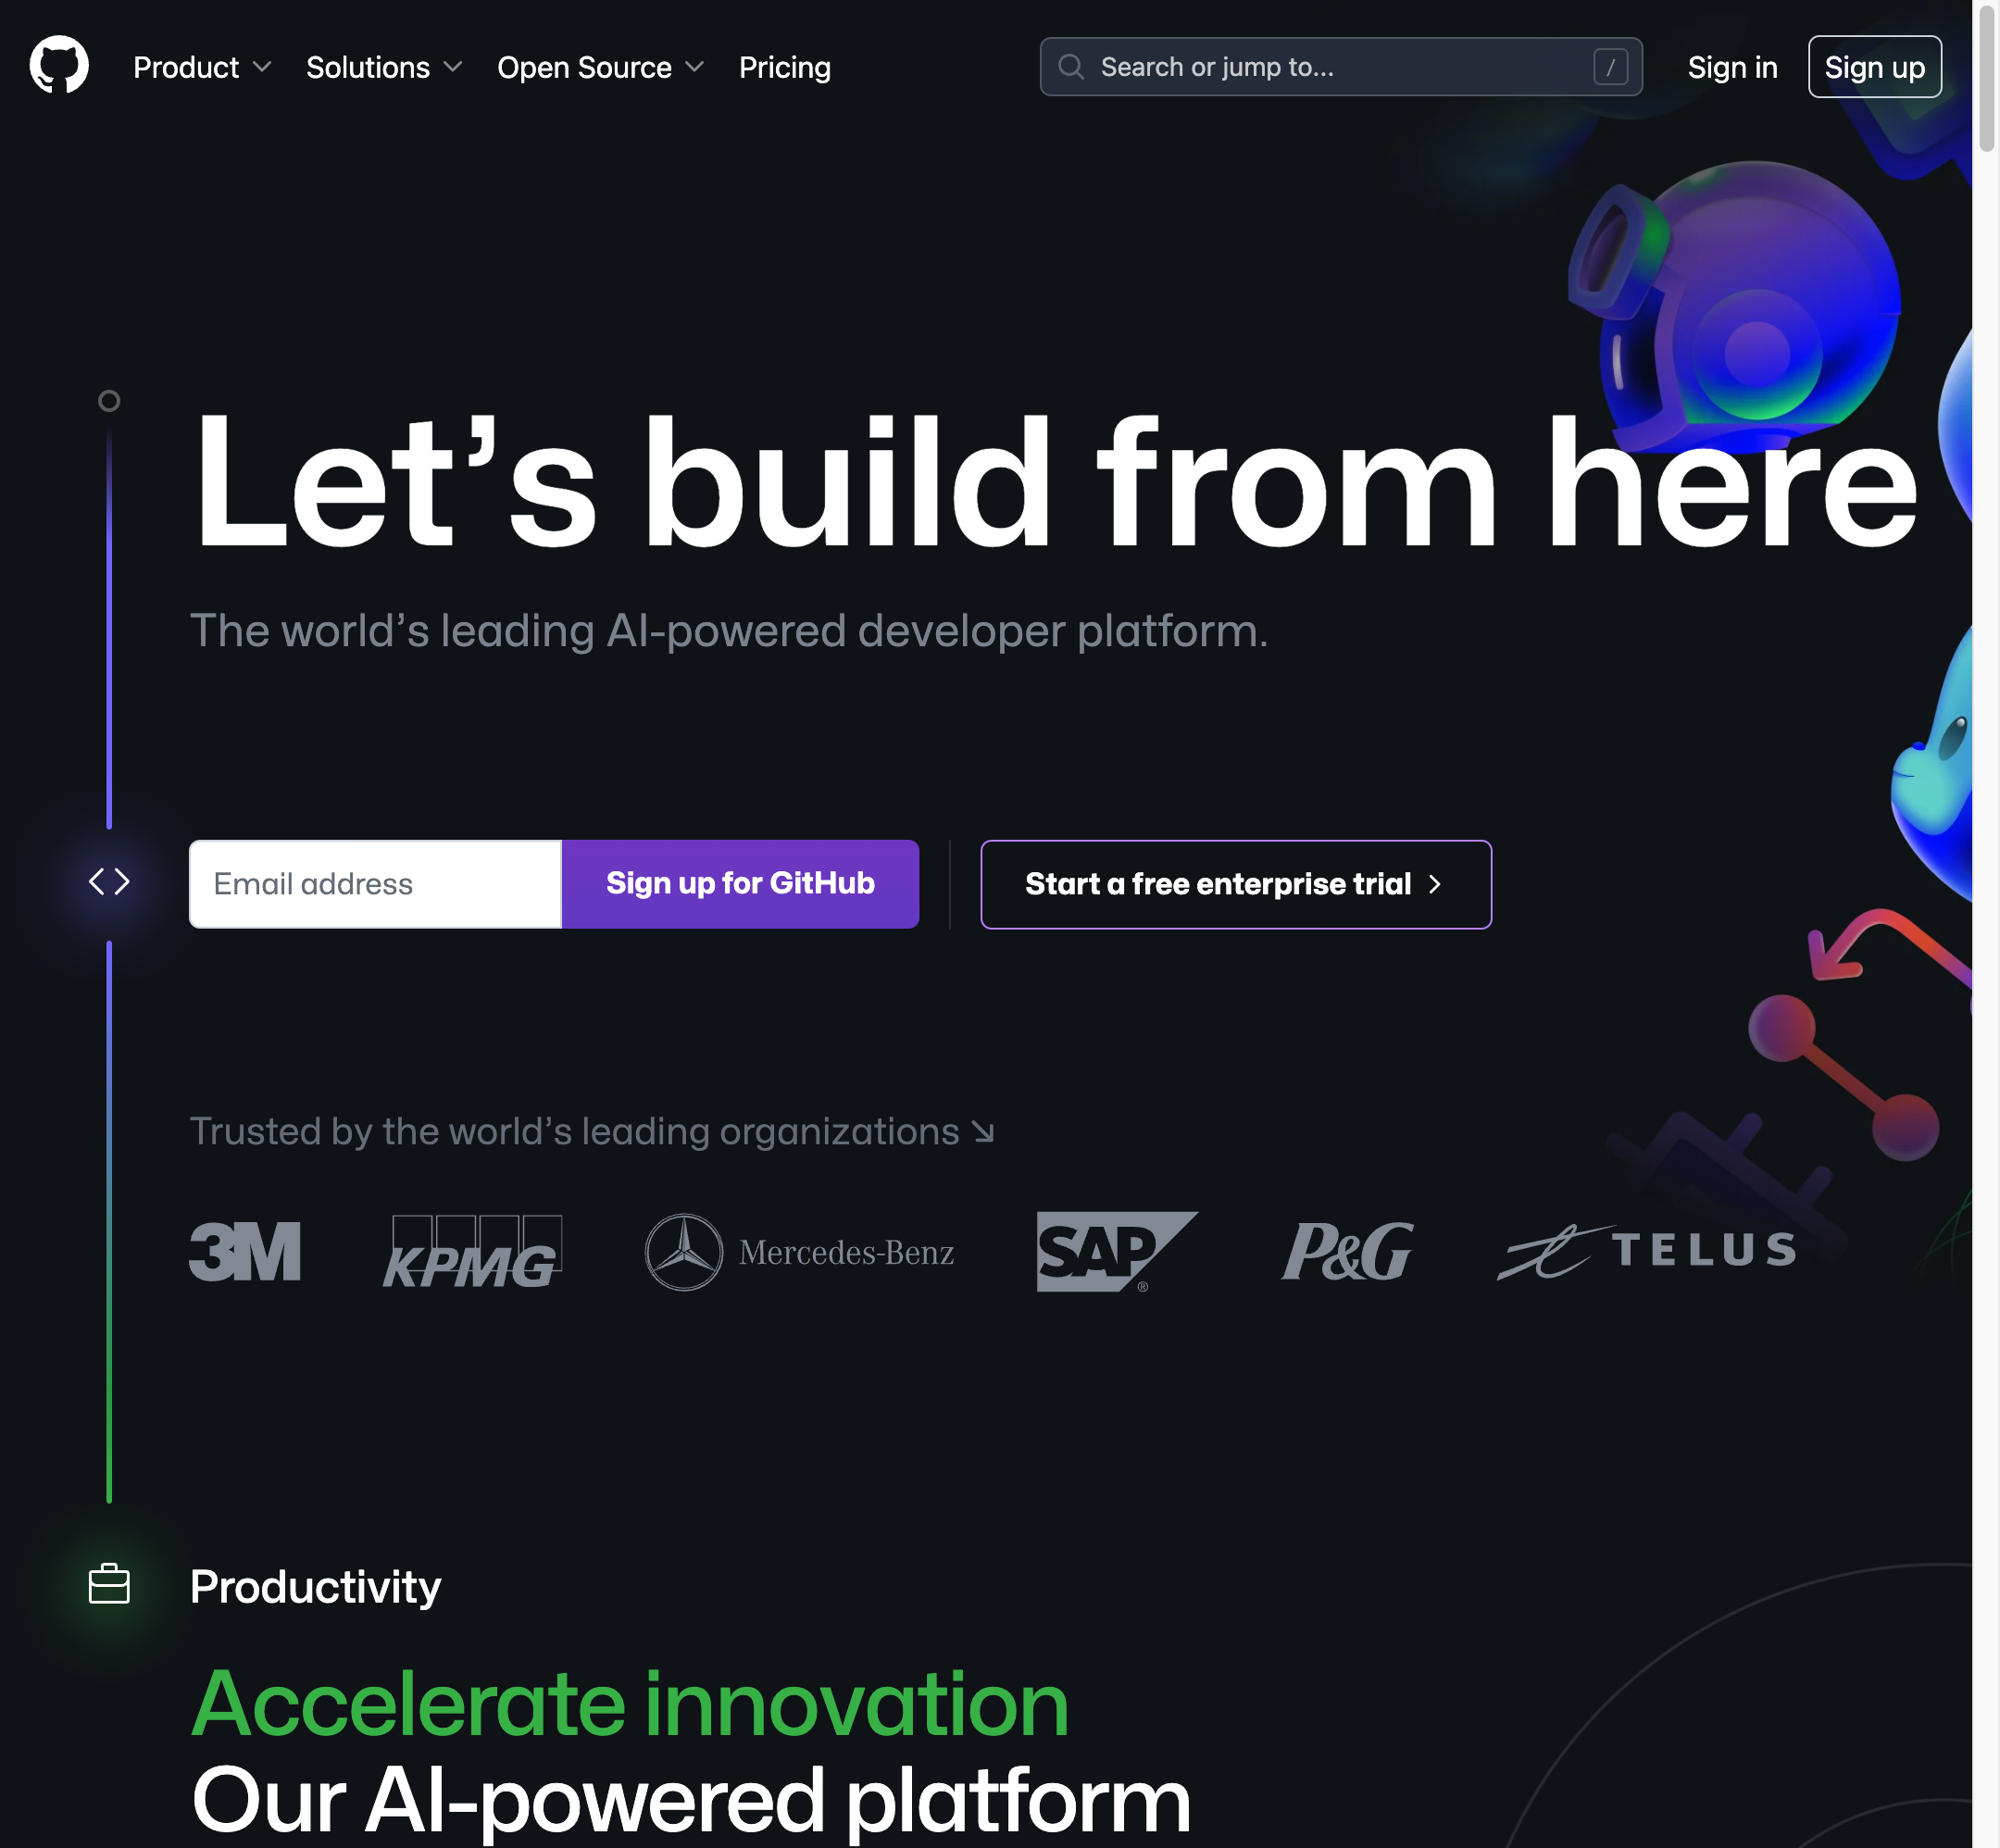 Product Solutions Open Source Pricing Search or jump to... / Sign in Sign up
Let’s build from here
The world’s leading AI-powered developer platform.
Email address Sign up for GitHub Start a free enterprise trial
Trusted by the world’s leading organizations
3M KPMG Mercedes-Benz SAP® P&G TELUS
Productivity
Accelerate innovation
Our AI-powered platform